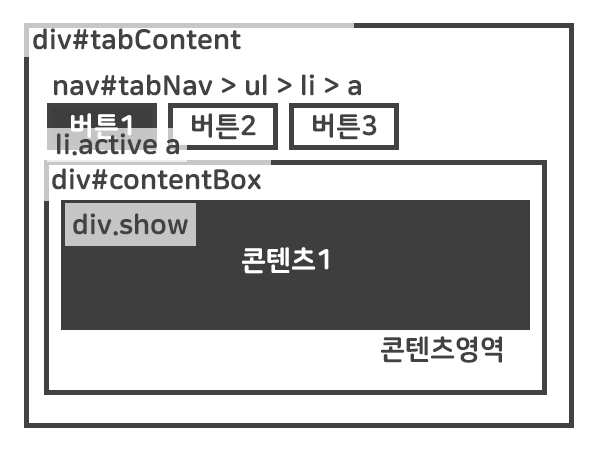 div#tabContent
nav#tabNav > ul > li > a
버튼1 버튼2 버튼3
li.active a
div#contentBox
div.show
콘텐츠1
콘텐츠영역